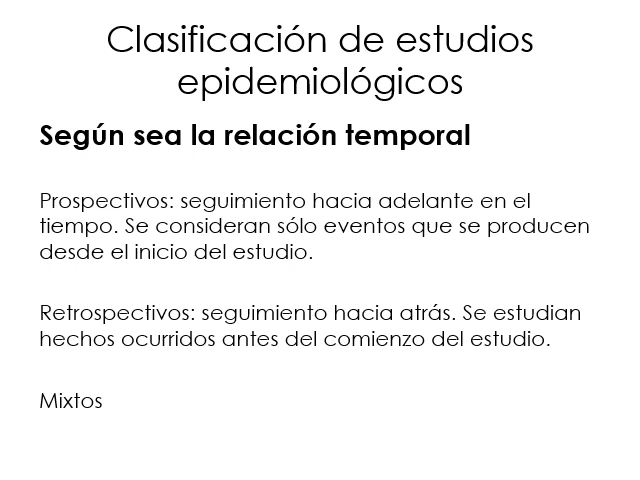 Clasificación de estudios
epidemiológicos
Según sea la relación temporal
Prospectivos: seguimiento hacia adelante en el
tiempo. Se consideran sólo eventos que se producen
desde el inicio del estudio.
Retrospectivos: seguimiento hacia atrás. Se estudian
hechos ocurridos antes del comienzo del estudio.
Mixtos